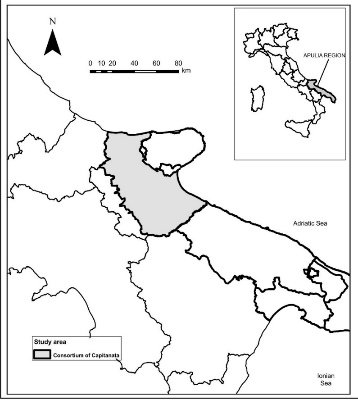 N
APULIA REGION
0 10 20 40 60 80
km
Adriatic Sea
Study area
Consortium of Capitanata
Ionian
Sea